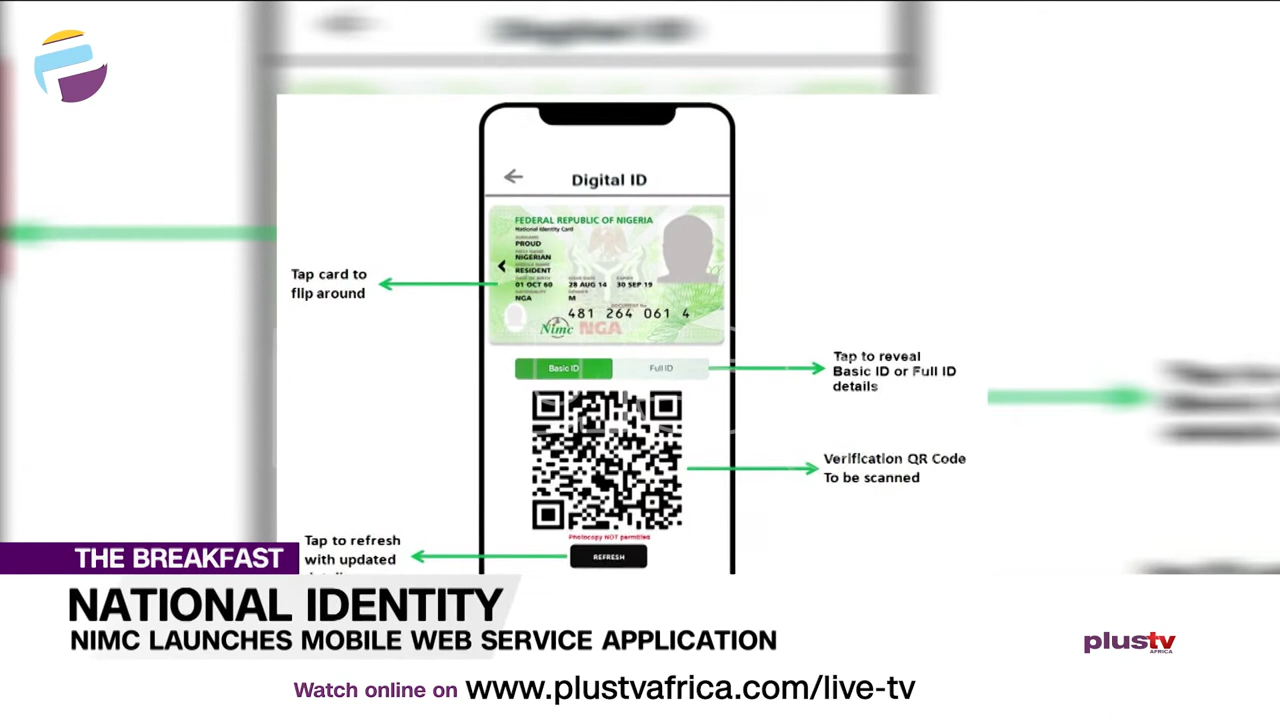 Digital ID
FEDERAL REPUBLIC OF NIGERIA
National Identity Card
PROUD
NIGERIAN
RESIDENT
01 OCT 60 28 AUG 14 30 SEP 19
NGA M
481 264 061 4
Nimc NGA
Tap card to
flip around
Basic ID Full ID
Tap to reveal
Basic ID or Full ID
details
Verification QR Code
To be scanned
Photocopy NOT permitted
REFRESH
Tap to refresh
with updated
THE BREAKFAST
NATIONAL IDENTITY
NIMC LAUNCHES MOBILE WEB SERVICE APPLICATION
plustv
AFRICA
Watch online on www.plustvafrica.com/live-tv